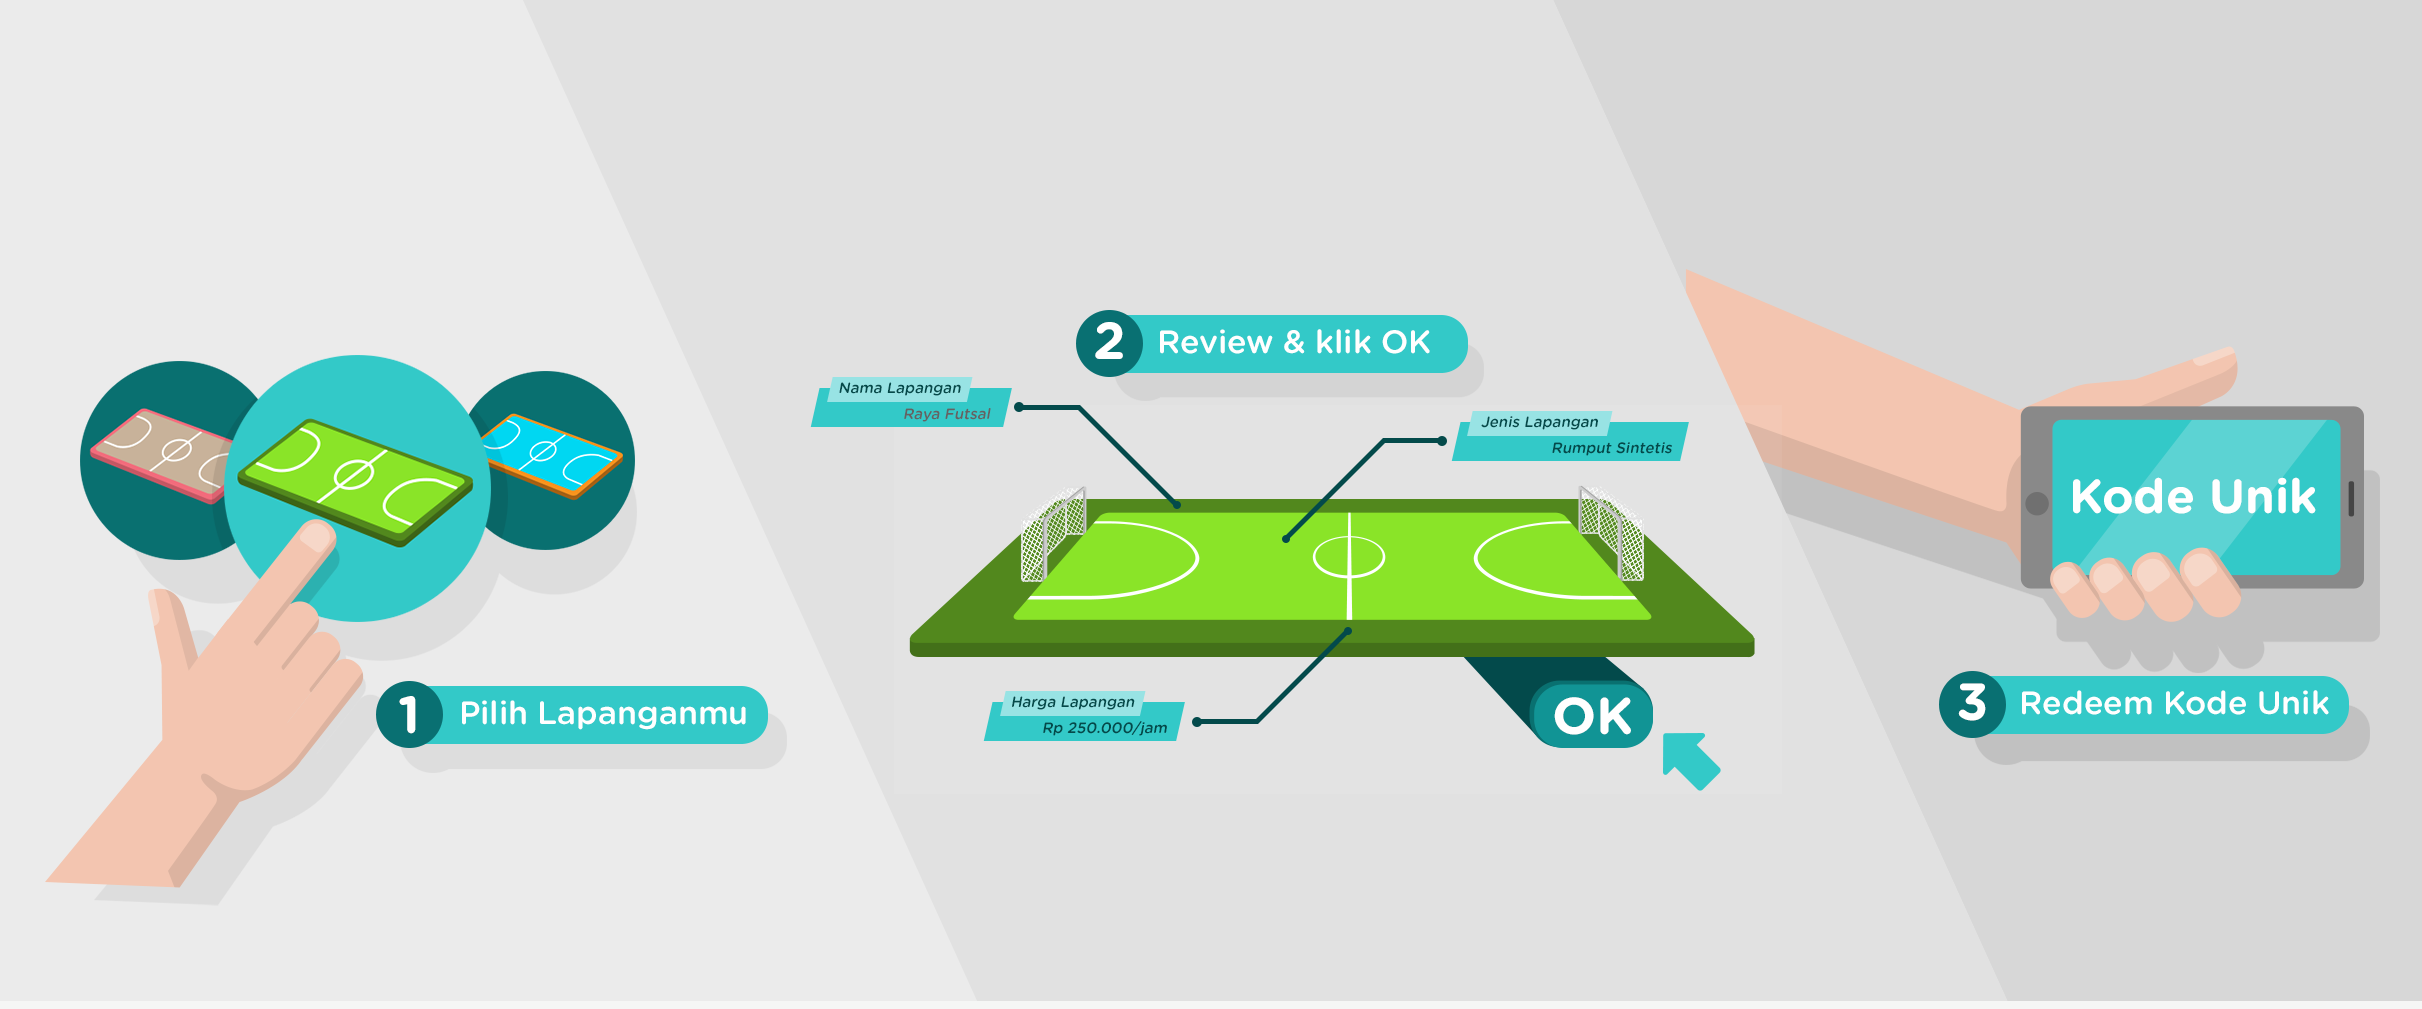 1 Pilih Lapanganmu
2 Review & klik OK
Nama Lapangan
Raya Futsal
Jenis Lapangan
Rumput Sintetis
Harga Lapangan
Rp 250.000/jam
OK
Kode Unik
3 Redeem Kode Unik